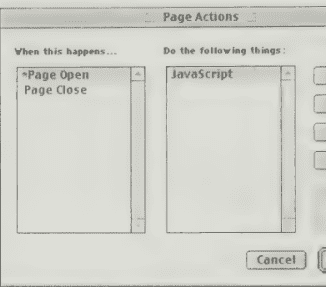 Page Actions
When this happens...
Do the following things:
*Page Open
Page Close
JavaScript
Cancel